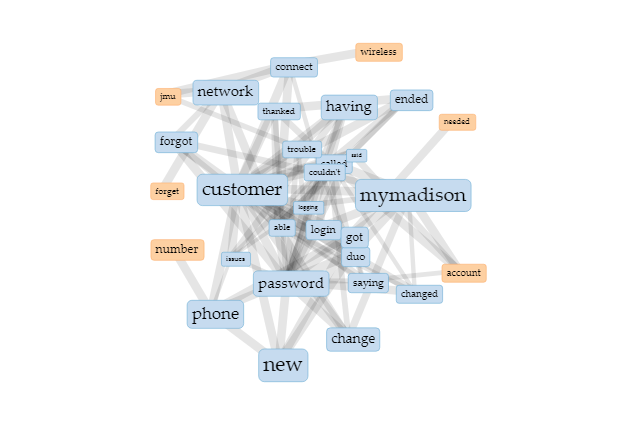 wireless
connect
network
jmu
having
ended
thanked
needed
forgot
trouble
said
called
couldn't
forget
customer
mymadison
logging
able
login
got
number
duo
issues
account
password
saying
changed
phone
change
new